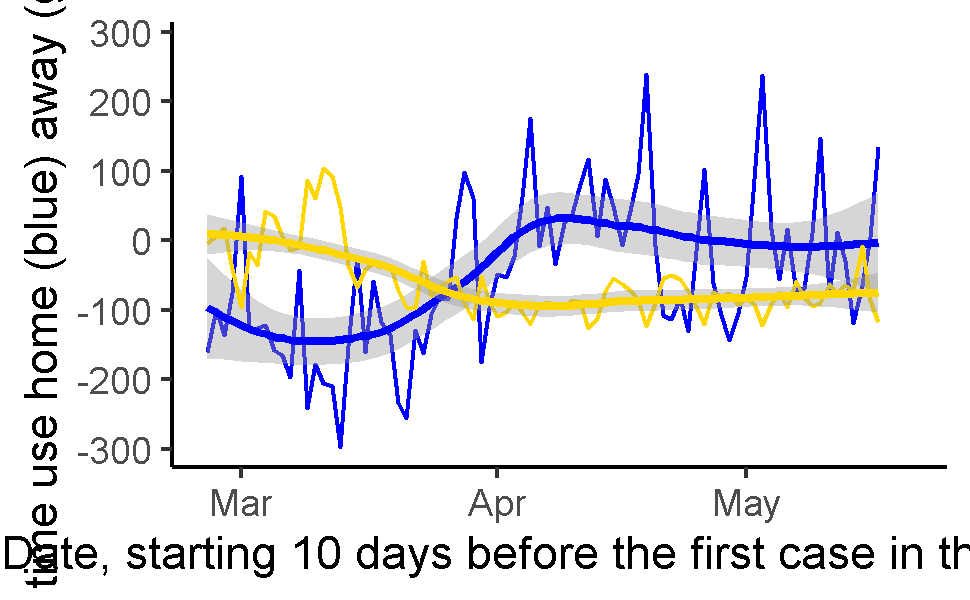 time use home (blue) away (
300
200
100
0
-100
-200
-300
Mar Apr May
Date, starting 10 days before the first case in th